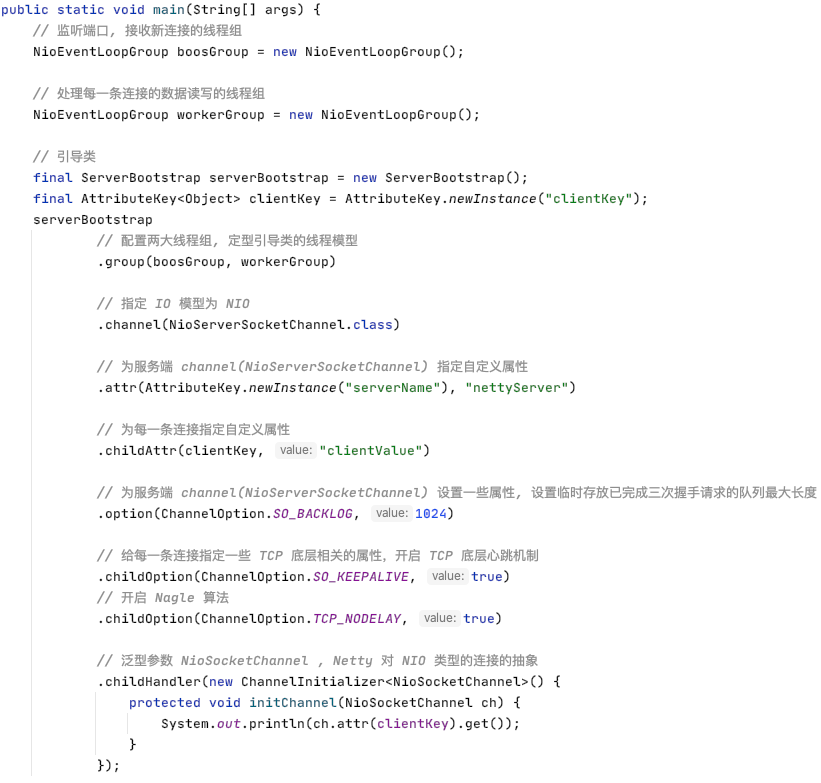 public static void main(String[] args) {
// 监听端口, 接收新连接的线程组
NioEventLoopGroup boosGroup = new NioEventLoopGroup();
// 处理每一条连接的数据读写的线程组
NioEventLoopGroup workerGroup = new NioEventLoopGroup();
// 引导类
final ServerBootstrap serverBootstrap = new ServerBootstrap();
final AttributeKey<Object> clientKey = AttributeKey.newInstance("clientKey");
serverBootstrap
// 配置两大线程组, 定型引导类的线程模型
.group(boosGroup, workerGroup)
// 指定 IO 模型为 NIO
.channel(NioServerSocketChannel.class)
// 为服务端 channel(NioServerSocketChannel) 指定自定义属性
.attr(AttributeKey.newInstance("serverName"), "nettyServer")
// 为每一条连接指定自定义属性
.childAttr(clientKey, value: "clientValue")
// 为服务端 channel(NioServerSocketChannel) 设置一些属性, 设置临时存放已完成三次握手请求的队列最大长度
.option(ChannelOption.SO_BACKLOG, value: 1024)
// 给每一条连接指定一些 TCP 底层相关的属性，开启 TCP 底层心跳机制
.childOption(ChannelOption.SO_KEEPALIVE, value: true)
// 开启 Nagle 算法
.childOption(ChannelOption.TCP_NODELAY, value: true)
// 泛型参数 NioSocketChannel , Netty 对 NIO 类型的连接的抽象
.childHandler(new ChannelInitializer<NioSocketChannel>() {
protected void initChannel(NioSocketChannel ch) {
System.out.println(ch.attr(clientKey).get());
}
});